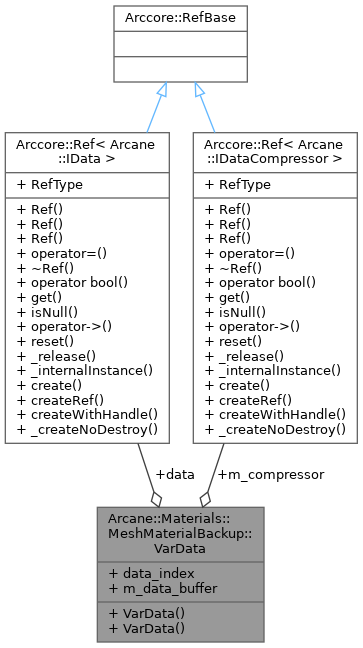 Arccore::RefBase
Arccore::Ref< Arcane
::IData >
+ RefType
+ Ref()
+ Ref()
+ Ref()
+ operator=()
+ ~Ref()
+ operator bool()
+ get()
+ isNull()
+ operator->()
+ reset()
+ _release()
+ _internalInstance()
+ create()
+ createRef()
+ createWithHandle()
+ _createNoDestroy()
Arccore::Ref< Arcane
::IDataCompressor >
+ RefType
+ Ref()
+ Ref()
+ Ref()
+ operator=()
+ ~Ref()
+ operator bool()
+ get()
+ isNull()
+ operator->()
+ reset()
+ _release()
+ _internalInstance()
+ create()
+ createRef()
+ createWithHandle()
+ _createNoDestroy()
+data
+m_compressor
Arcane::Materials::
MeshMaterialBackup::
VarData
+ data_index
+ m_data_buffer
+ VarData()
+ VarData()